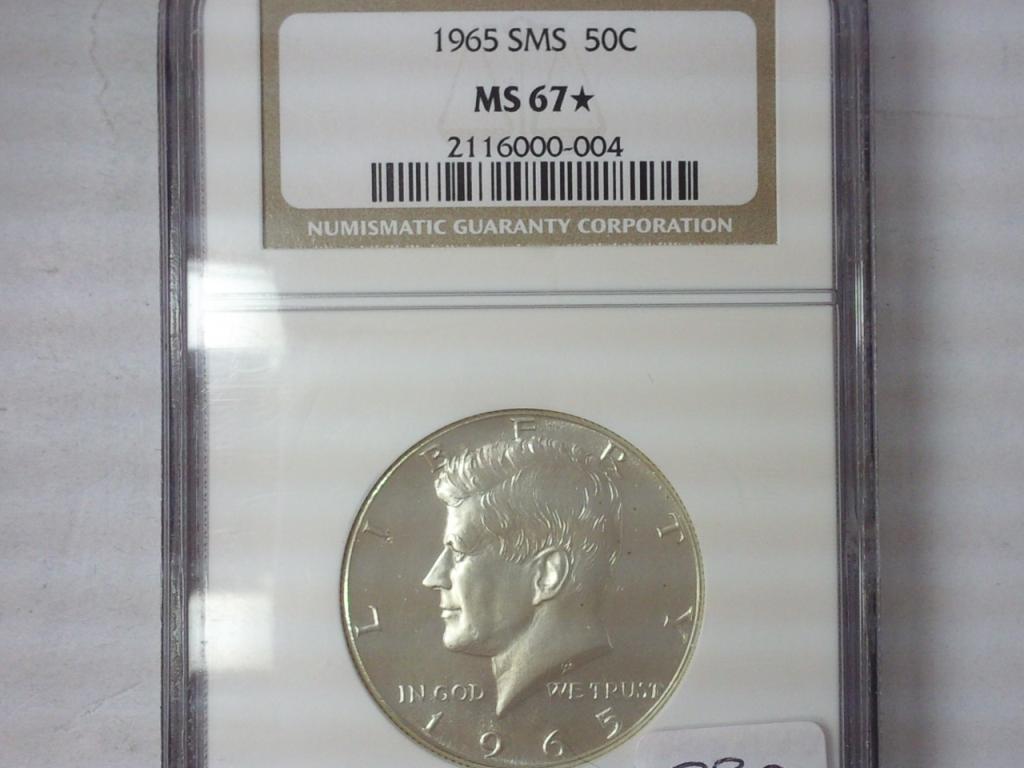 1965 SMS 50C
MS 67★
2116000-004
NUMISMATIC GUARANTY CORPORATION
LIBERTY
IN GOD WE TRUST
1965